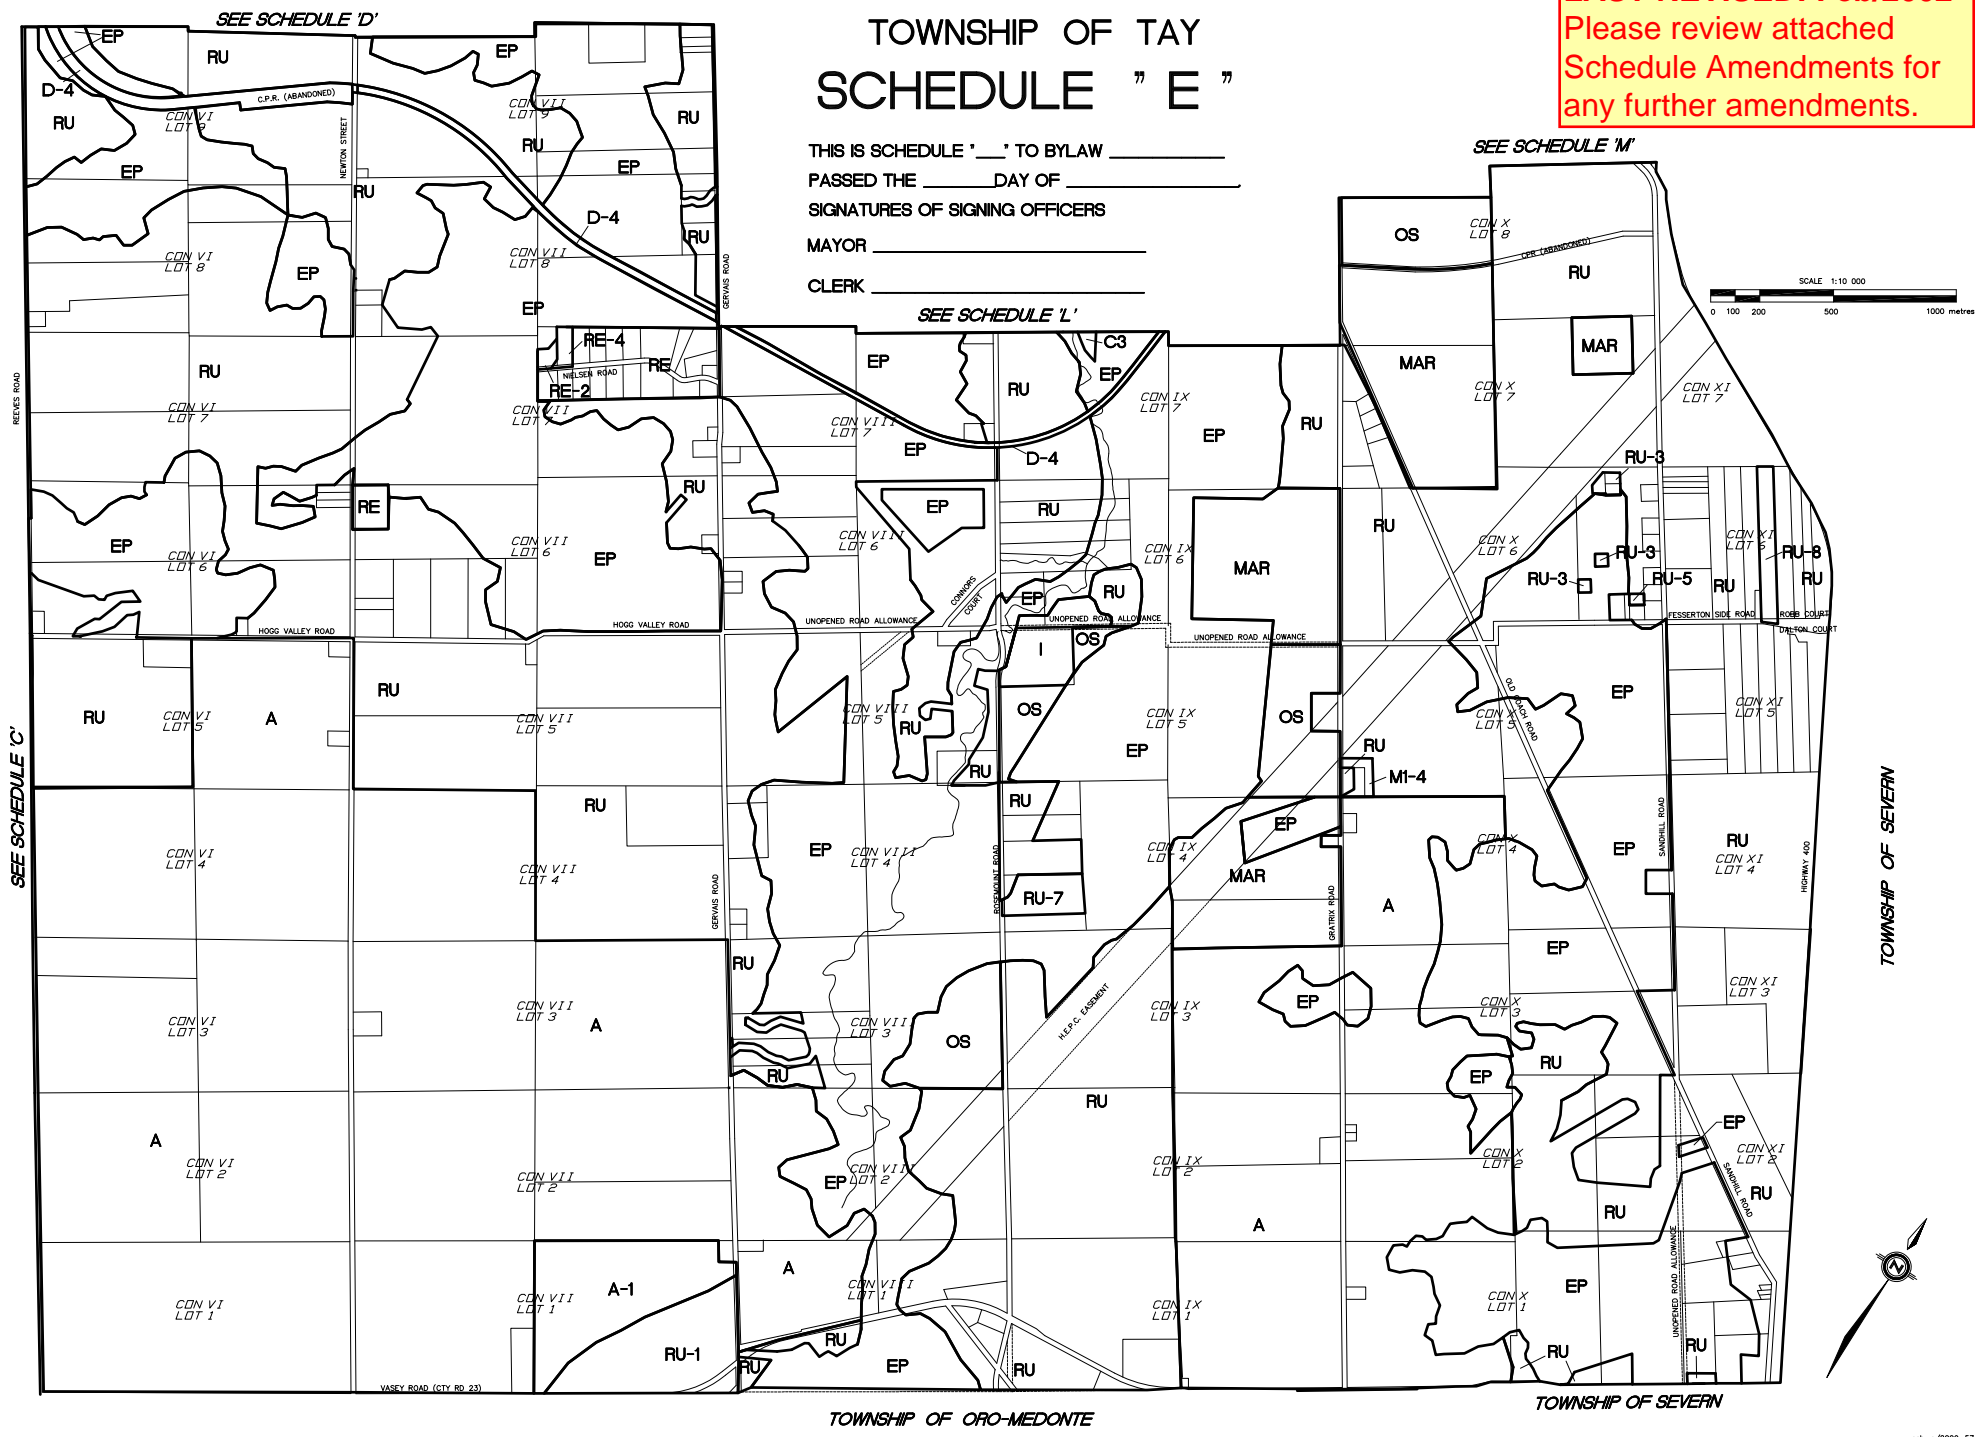 SEE SCHEDULE 'D'
TOWNSHIP OF TAY
SCHEDULE " E "
Please review attached
Schedule Amendments for
any further amendments.
THIS IS SCHEDULE "___" TO BYLAW ____________
PASSED THE ________DAY OF ___________________.
SIGNATURES OF SIGNING OFFICERS
MAYOR ______________________________
CLERK ______________________________
SEE SCHEDULE 'L'
SEE SCHEDULE 'M'
SCALE 1:10 000
0 100 200 500 1000 metres
EP
RU
EP
D-4
RU
C.P.R. (ABANDONED)
CON VI
LOT 9
CON VII
LOT 9
RU
RU
EP
NEWTON STREET
RU
EP
D-4
RU
CON VI
LOT 8
EP
CON VII
LOT 8
EP
GERVAIS ROAD
OS
CON X
LOT 8
CPR (ABANDONED)
RU
REEVES ROAD
RU
CON VI
LOT 7
RE-4
RE
NIELSEN ROAD
RE-2
CON VII
LOT 7
EP
CON VIII
LOT 7
EP
RU
C3
EP
D-4
CON IX
LOT 7
EP
RU
MAR
CON X
LOT 7
MAR
CON XI
LOT 7
EP
CON VI
LOT 6
RE
CON VII
LOT 6
EP
RU
EP
CON VIII
LOT 6
RU
CON IX
LOT 6
MAR
RU
CON X
LOT 6
RU-3
RU-3
RU-3
RU-5
CON XI
LOT 6
RU
RU-8
RU
CONNORS
COURT
EP
RU
HOGG VALLEY ROAD
HOGG VALLEY ROAD
UNOPENED ROAD ALLOWANCE
UNOPENED ROAD ALLOWANCE
UNOPENED ROAD ALLOWANCE
FESSERTON SIDE ROAD
ROBB COURT
DALTON COURT
SEE SCHEDULE 'C'
RU
CON VI
LOT 5
A
RU
CON VII
LOT 5
CON VIII
LOT 5
RU
RU
I
OS
OS
CON IX
LOT 5
EP
OS
RU
M1-4
CON X
LOT 5
OLD COACH ROAD
EP
CON XI
LOT 5
CON VI
LOT 4
RU
CON VII
LOT 4
GERVAIS ROAD
EP
CON VIII
LOT 4
ROSEMOUNT ROAD
RU
RU-7
CON IX
LOT 4
EP
MAR
GRATRIX ROAD
A
CON X
LOT 4
EP
SANDHILL ROAD
RU
CON XI
LOT 4
HIGHWAY 400
TOWNSHIP OF SEVERN
CON VI
LOT 3
CON VII
LOT 3
A
RU
CON VIII
LOT 3
RU
OS
H.E.P.C. EASEMENT
CON IX
LOT 3
EP
CON X
LOT 3
EP
EP
RU
CON XI
LOT 3
A
CON VI
LOT 2
CON VII
LOT 2
EP
CON VIII
LOT 2
RU
CON IX
LOT 2
A
CON X
LOT 2
RU
EP
CON XI
LOT 2
RU
SANDHILL ROAD
UNOPENED ROAD ALLOWANCE
CON VI
LOT 1
CON VII
LOT 1
A-1
RU-1
A
CON VIII
LOT 1
RU
RU
EP
RU
CON IX
LOT 1
CON X
LOT 1
EP
RU
RU
N
VASEY ROAD (CTY RD 23)
TOWNSHIP OF ORO-MEDONTE
TOWNSHIP OF SEVERN